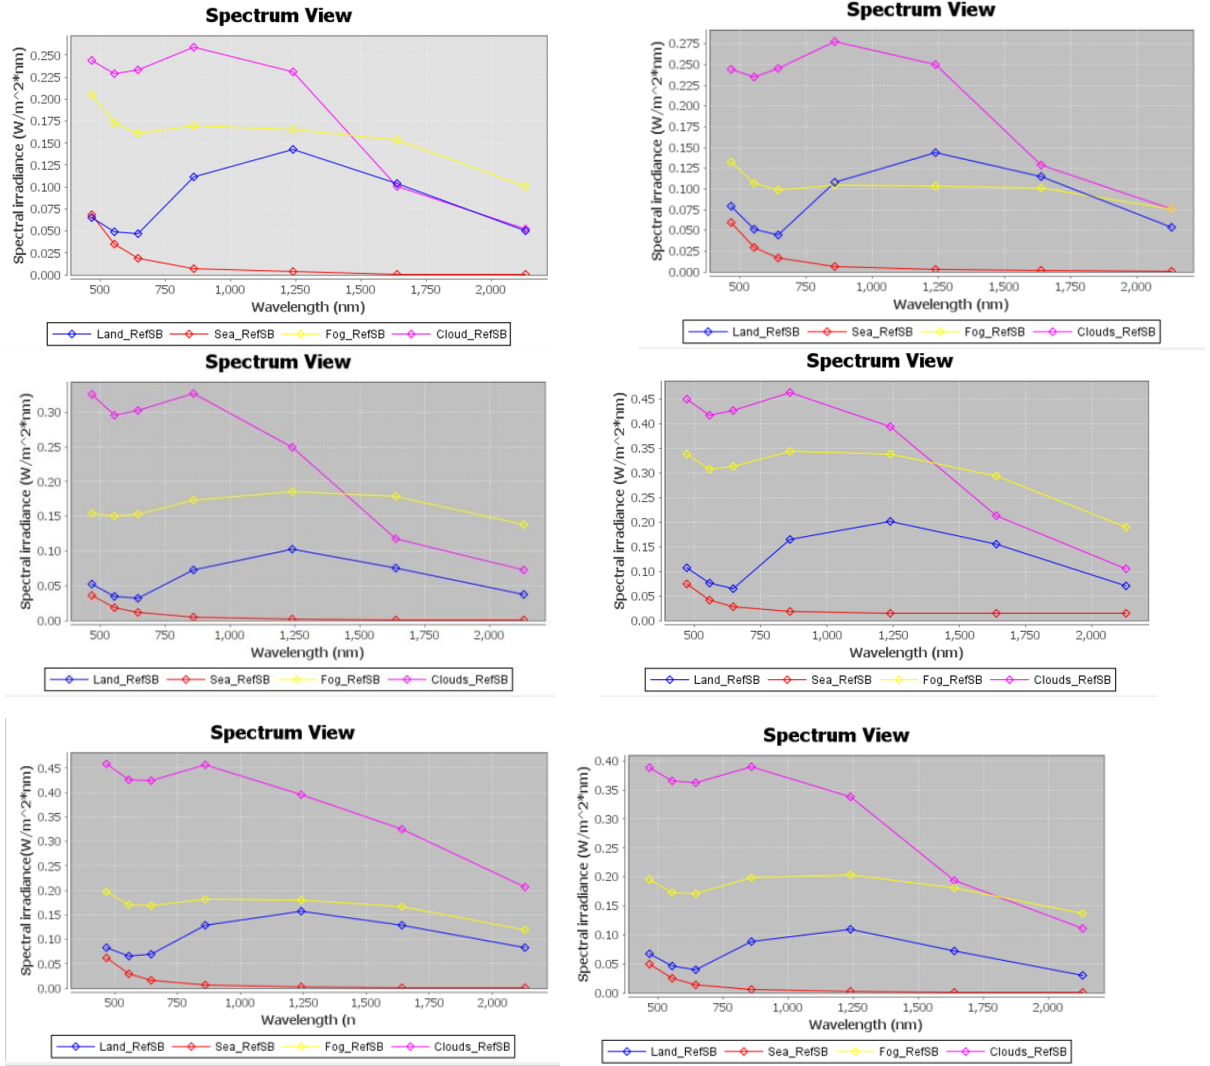 Spectrum View
Spectral irradiance (W/m^2*nm)
0.250
0.225
0.200
0.175
0.150
0.125
0.100
0.075
0.050
0.025
0.000
500 750 1,000 1,250 1,500 1,750 2,000
Wavelength (nm)
Land_RefSB Sea_RefSB Fog_RefSB Cloud_RefSB
Spectrum View
Spectral irradiance (W/m^2*nm)
0.275
0.250
0.225
0.200
0.175
0.150
0.125
0.100
0.075
0.050
0.025
0.000
500 750 1,000 1,250 1,500 1,750 2,000
Wavelength (nm)
Land_RefSB Sea_RefSB Fog_RefSB Clouds_RefSB
Spectrum View
Spectral irradiance (W/m^2*nm)
0.30
0.25
0.20
0.15
0.10
0.05
0.00
500 750 1,000 1,250 1,500 1,750 2,000
Wavelength (nm)
Land_RefSB Sea_RefSB Fog_RefSB Clouds_RefSB
Spectrum View
Spectral irradiance (W/m^2*nm)
0.45
0.40
0.35
0.30
0.25
0.20
0.15
0.10
0.05
0.00
500 750 1,000 1,250 1,500 1,750 2,000
Wavelength (nm)
Land_RefSB Sea_RefSB Fog_RefSB Clouds_RefSB
Spectrum View
Spectral irradiance(W/m^2*nm)
0.45
0.40
0.35
0.30
0.25
0.20
0.15
0.10
0.05
0.00
500 750 1,000 1,250 1,500 1,750 2,000
Wavelength (n
Land_RefSB Sea_RefSB Fog_RefSB Clouds_RefSB
Spectrum View
Spectral irradiance (W/m^2*nm)
0.40
0.35
0.30
0.25
0.20
0.15
0.10
0.05
0.00
500 750 1,000 1,250 1,500 1,750 2,000
Wavelength (nm)
Land_RefSB Sea_RefSB Fog_RefSB Clouds_RefSB